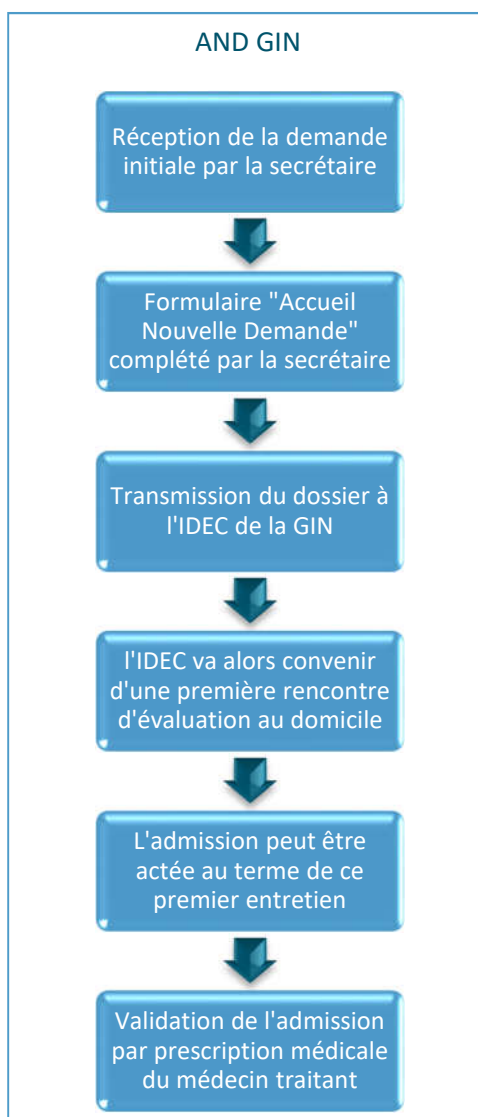 AND GIN
Réception de la demande
initiale par la secrétaire
Formulaire "Accueil
Nouvelle Demande"
complété par la secrétaire
Transmission du dossier à
l'IDEC de la GIN
l'IDEC va alors convenir
d'une première rencontre
d'évaluation au domicile
L'admission peut être
actée au terme de ce
premier entretien
Validation de l'admission
par prescription médicale
du médecin traitant